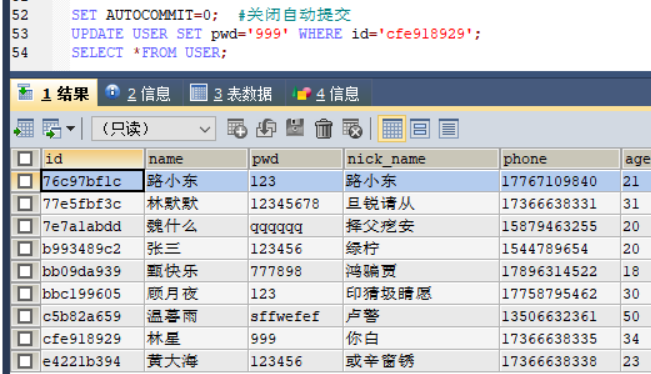 52 SET AUTOCOMMIT=0; #关闭自动提交
53 UPDATE USER SET pwd='999' WHERE id='cfe918929';
54 SELECT *FROM USER;
1 结果 2 信息 3 表数据 4 信息
(只读)
id name pwd nick_name phone age
76c97bf1c 路小东 123 路小东 17767109840 21
77e5fbf3c 林默默 12345678 旦锐请从 17366638331 31
7e7a1abdd 魏什么 qqqqqq 择父疙安 15879463255 20
b993489c2 张三 123456 绿柠 1544789654 20
bb09da939 甄快乐 777898 鸿骗贾 17896314522 18
bbc199605 顾月夜 123 印猜圾晴愿 17758795462 30
c5b82a659 温暮雨 sffwefef 卢警 13506632361 50
cfe918929 林星 999 你白 17366638335 34
e4221b394 黄大海 123456 或辛窗锈 17366638338 23